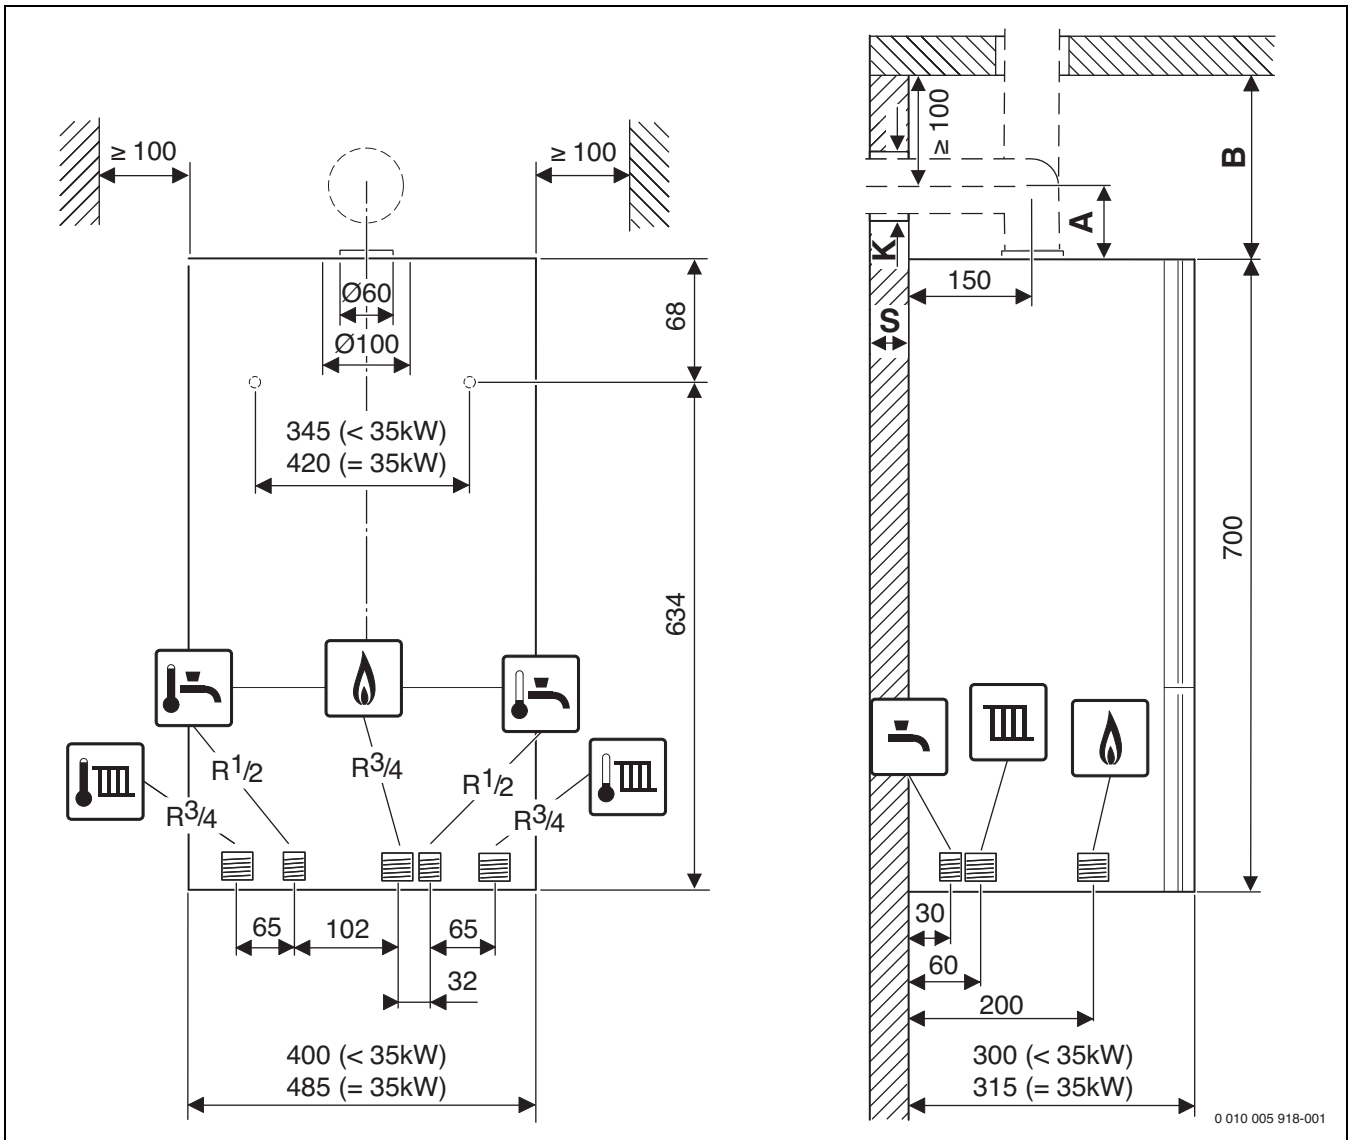 ≥ 100
≥ 100
Ø60
Ø100
68
345 (< 35kW)
420 (= 35kW)
634
R1/2
R3/4
R1/2
R3/4
R3/4
65
102
65
32
400 (< 35kW)
485 (= 35kW)
≥ 100
B
A
K
150
S
700
30
60
200
300 (< 35kW)
315 (= 35kW)
0 010 005 918-001